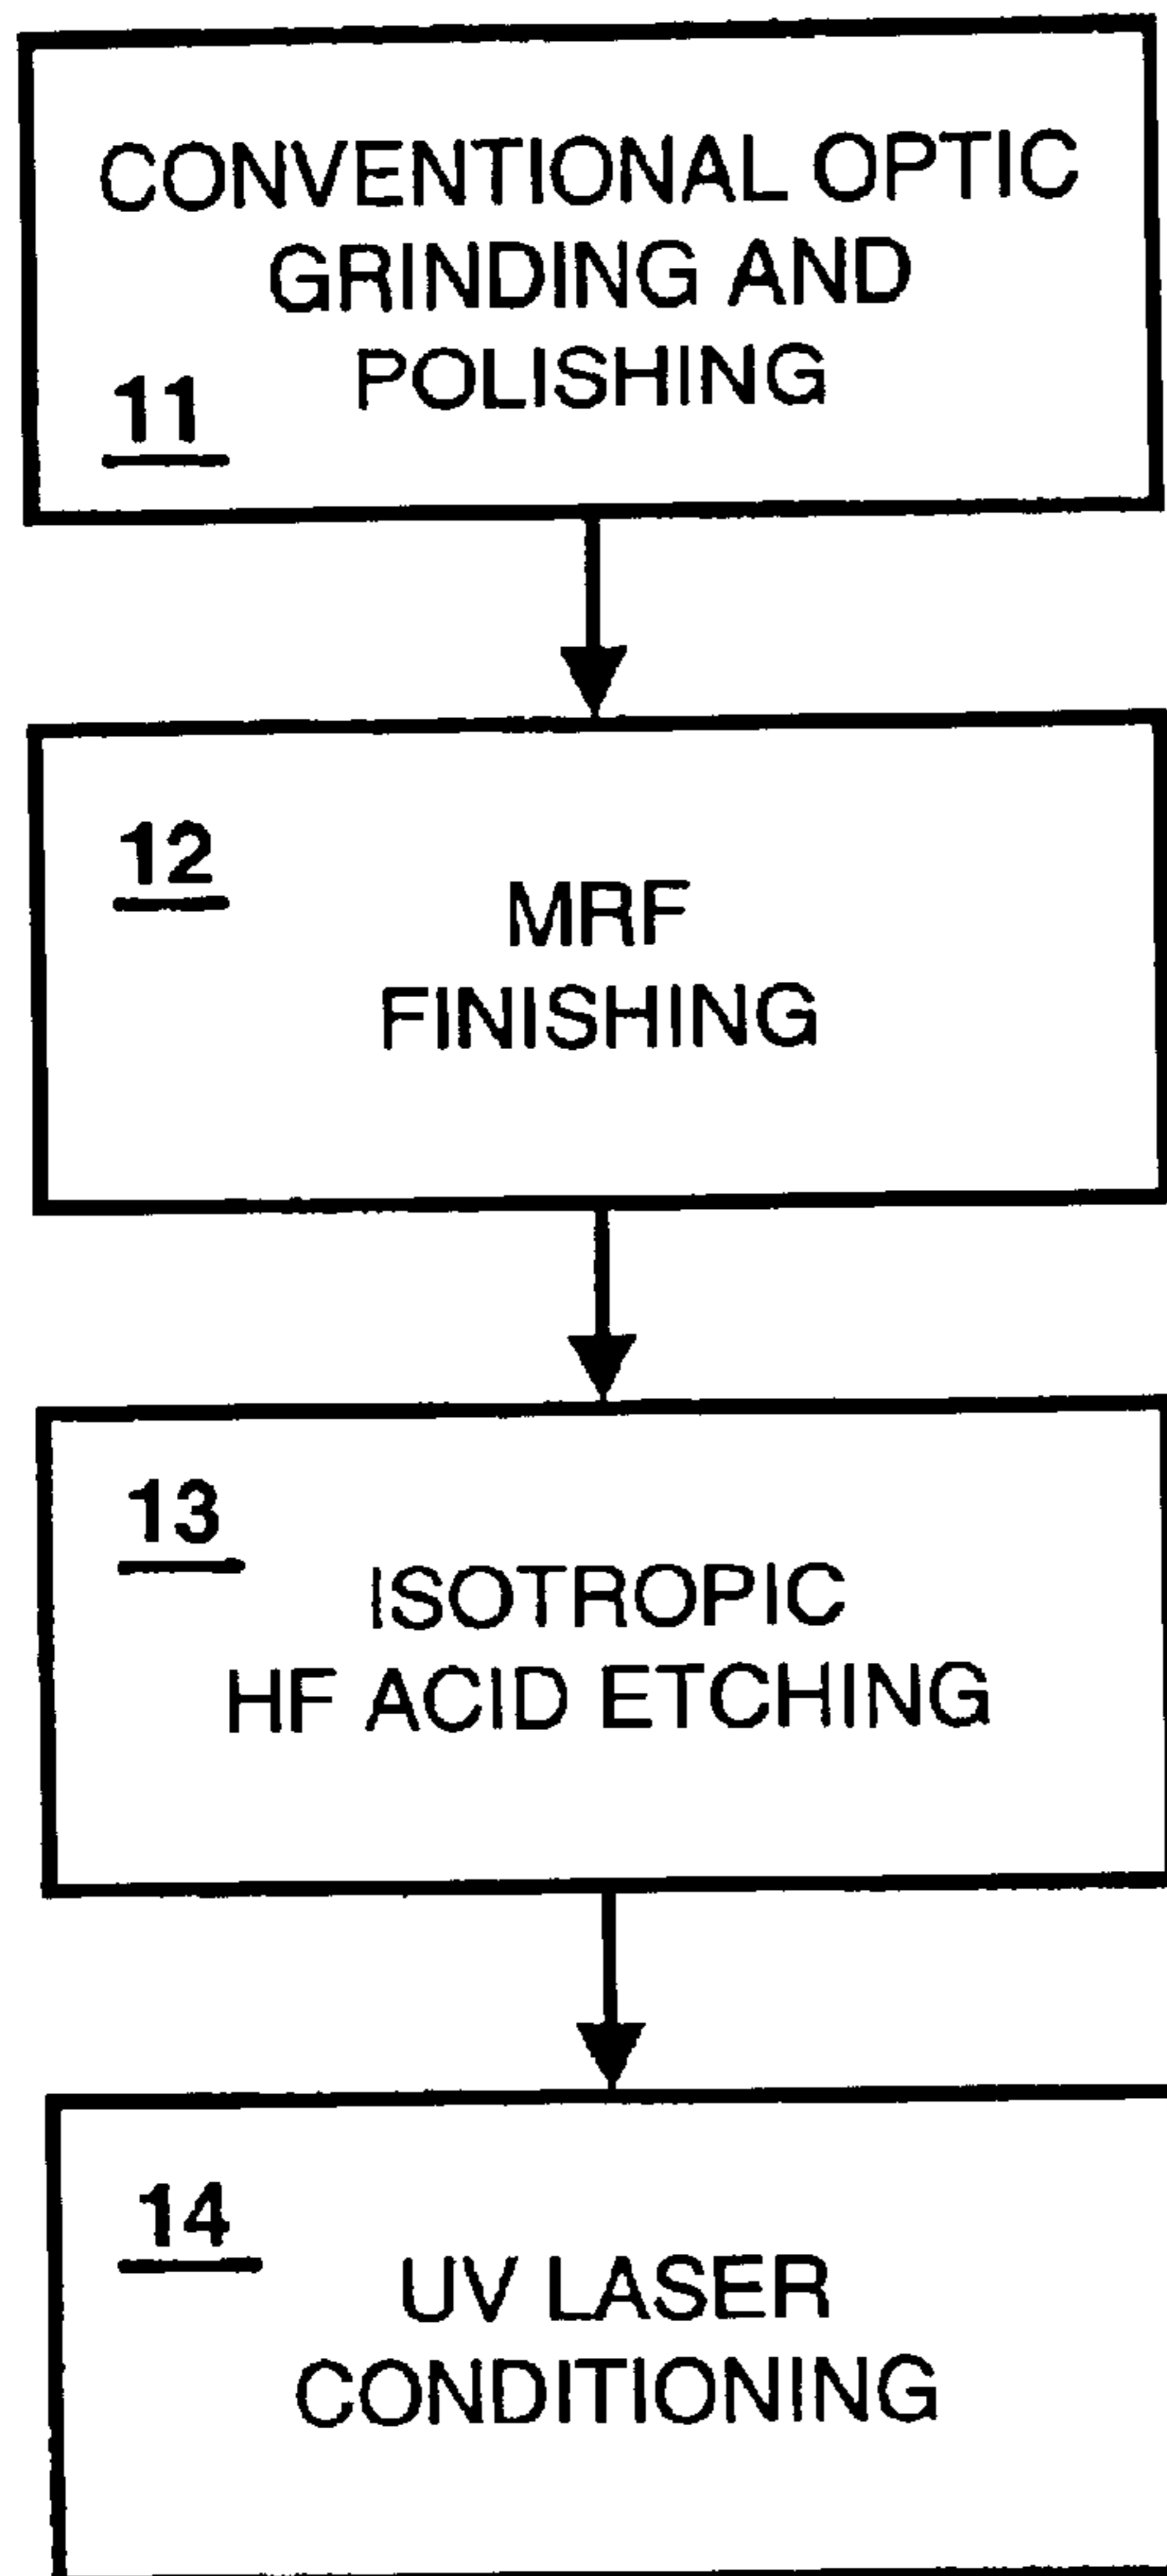 CONVENTIONAL OPTIC
GRINDING AND
POLISHING
11
12
MRF
FINISHING
13
ISOTROPIC
HF ACID ETCHING
14
UV LASER
CONDITIONING